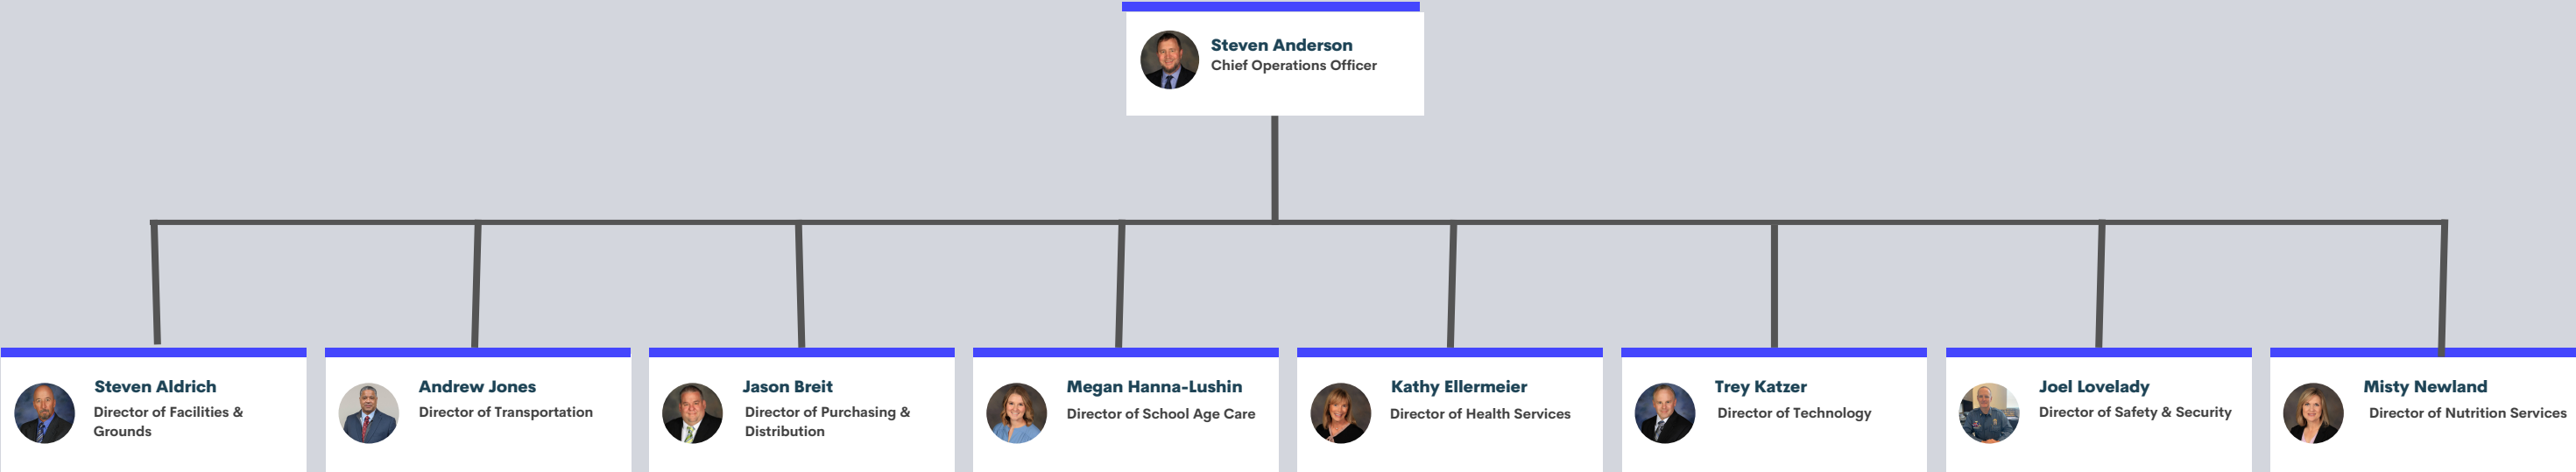 Steven Anderson
Chief Operations Officer
Steven Aldrich
Director of Facilities &
Grounds
Andrew Jones
Director of Transportation
Jason Breit
Director of Purchasing &
Distribution
Megan Hanna-Lushin
Director of School Age Care
Kathy Ellermeier
Director of Health Services
Trey Katzer
Director of Technology
Joel Lovelady
Director of Safety & Security
Misty Newland
Director of Nutrition Services